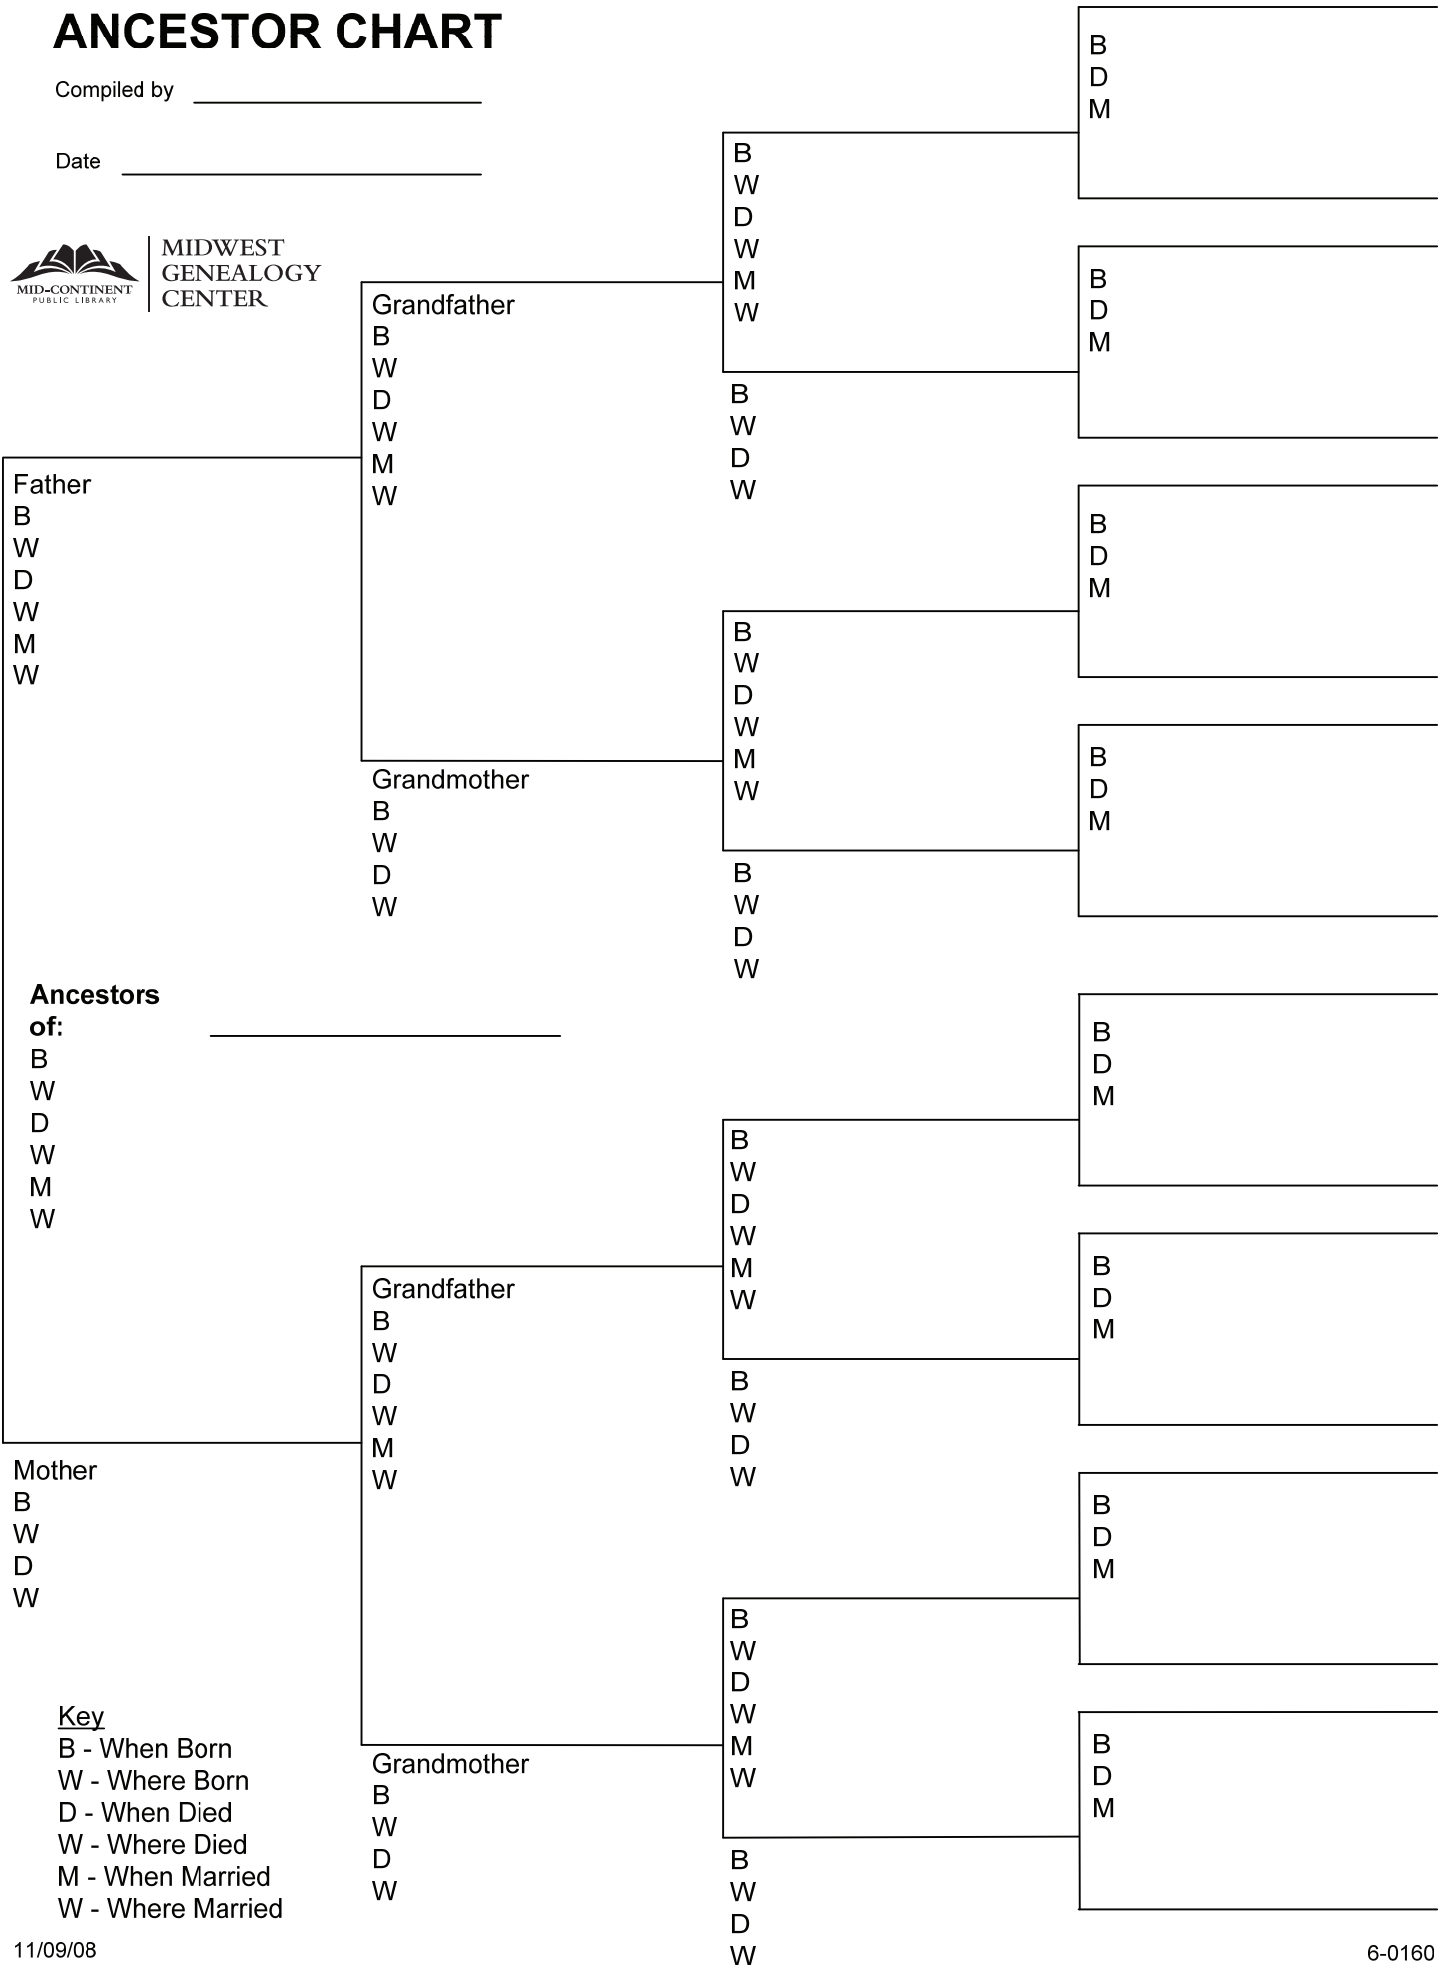 ANCESTOR CHART
Compiled by
Date
MID-CONTINENT
PUBLIC LIBRARY
MIDWEST
GENEALOGY
CENTER
Father
B
W
D
W
M
W
Ancestors
of:
B
W
D
W
M
W
Mother
B
W
D
W
Key
B - When Born
W - Where Born
D - When Died
W - Where Died
M - When Married
W - Where Married
11/09/08
Grandfather
B
W
D
W
M
W
Grandmother
B
W
D
W
Grandfather
B
W
D
W
M
W
Grandmother
B
W
D
W
B
W
D
W
M
W
B
W
D
W
B
W
D
W
M
W
B
W
D
W
B
W
D
W
M
W
B
W
D
W
B
W
D
W
M
W
B
W
D
W
B
D
M
B
D
M
B
D
M
B
D
M
B
D
M
B
D
M
B
D
M
B
D
M
6-0160